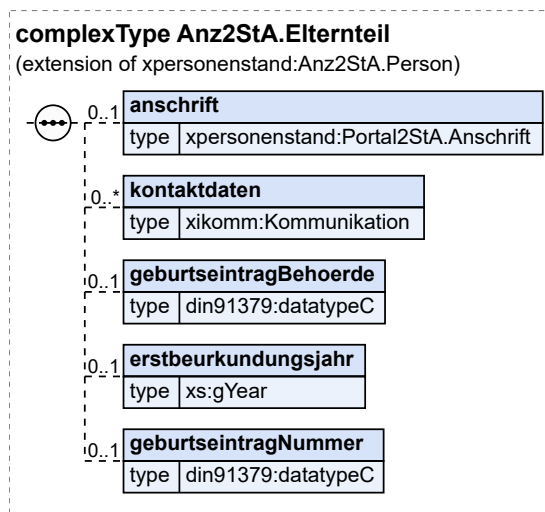 complexType Anz2StA.Elternteil
(extension of xpersonenstand:Anz2StA.Person)
0..1 anschrift
type xpersonenstand:Portal2StA.Anschrift
0..* kontaktdaten
type xikomm:Kommunikation
0..1 geburtseintragBehoerde
type din91379:datatypeC
0..1 erstbeurkundungsjahr
type xs:gYear
0..1 geburtseintragNummer
type din91379:datatypeC